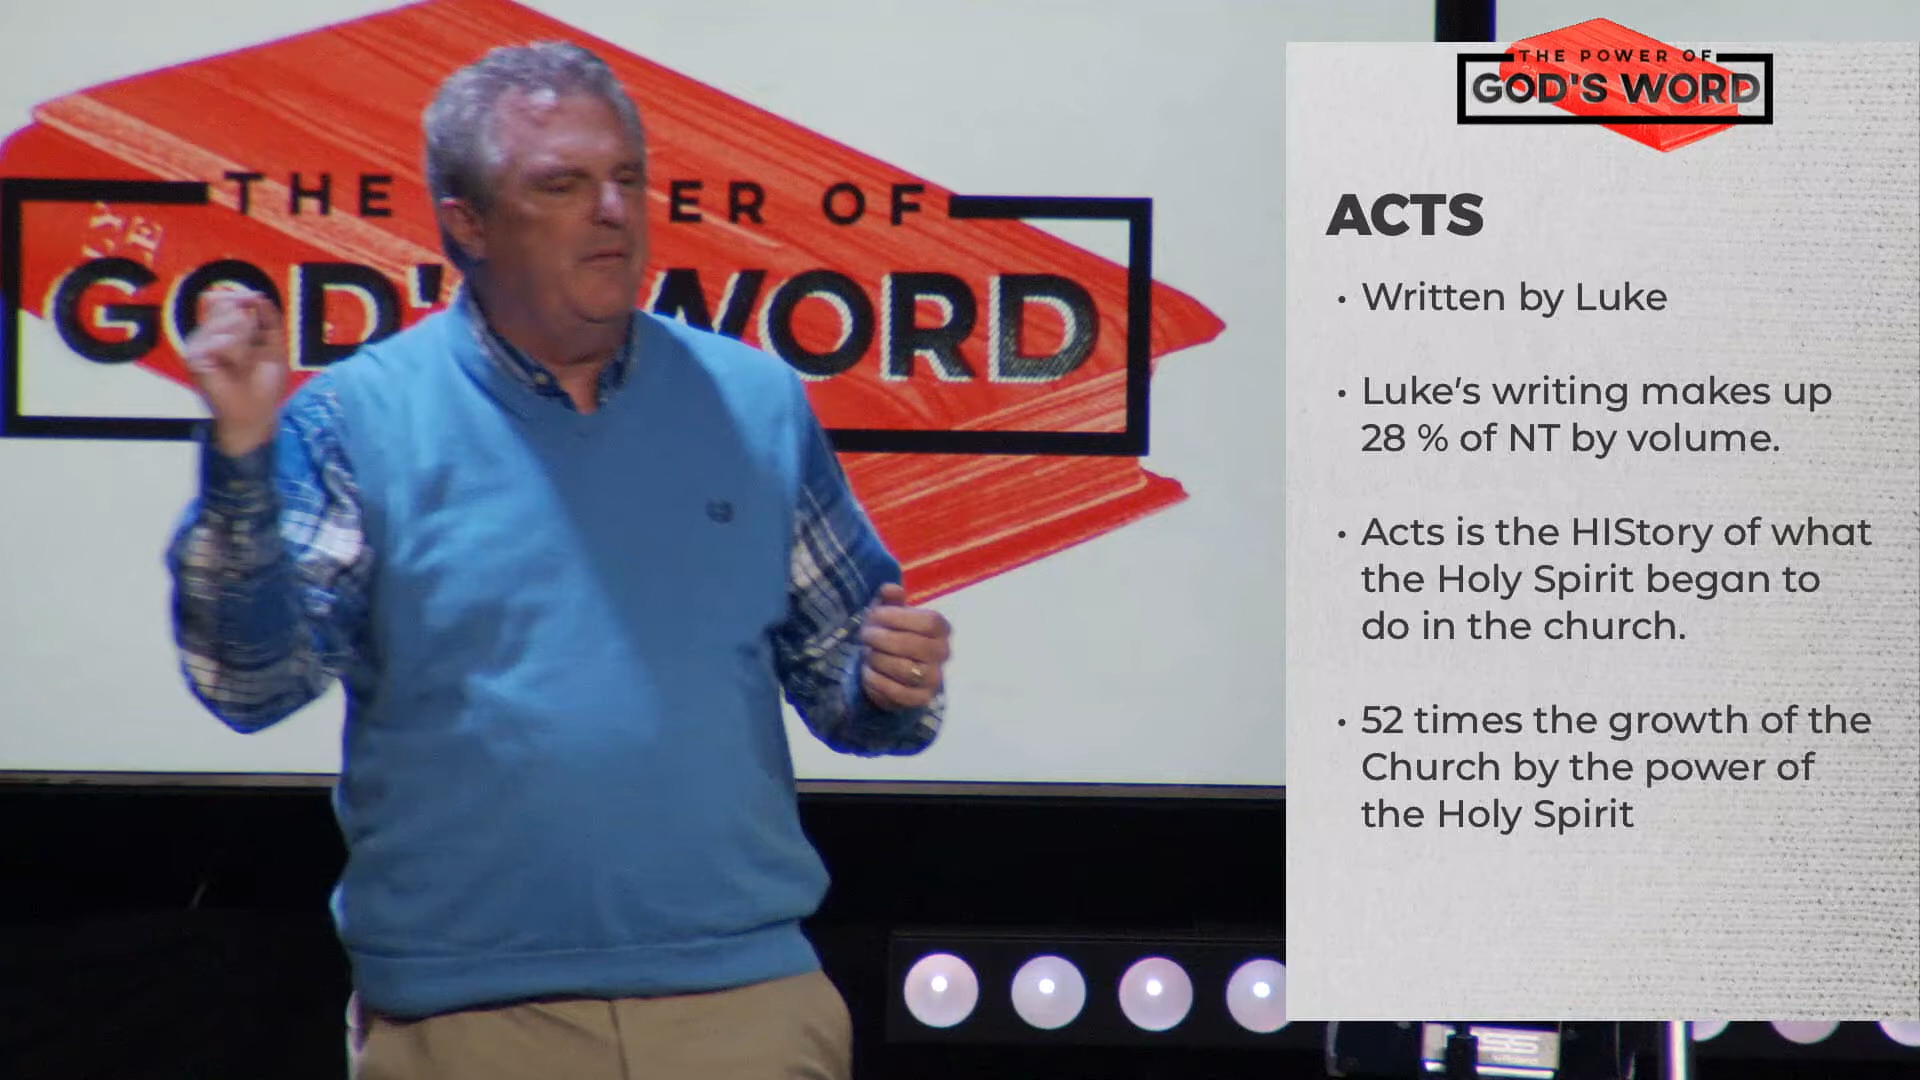 THE POWER OF
GOD'S WORD
THE ER OF
GOD' WORD
ACTS
• Written by Luke
• Luke's writing makes up
28 % of NT by volume.
• Acts is the HIStory of what
the Holy Spirit began to
do in the church.
• 52 times the growth of the
Church by the power of
the Holy Spirit